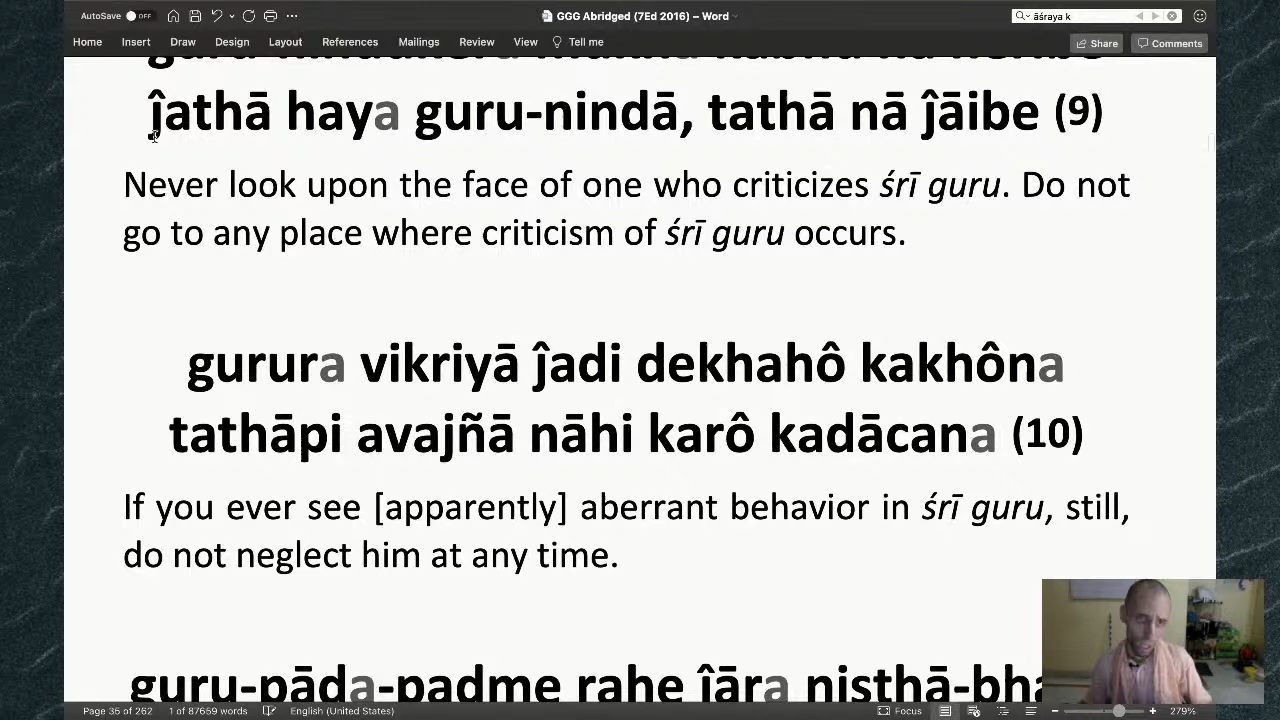 AutoSave OFF
GGG Abridged (7Ed 2016) – Word
āśraya k
Home Insert Draw Design Layout References Mailings Review View Tell me
Share Comments
ĵathā haya guru-nindā, tathā nā ĵāibe (9)
Never look upon the face of one who criticizes śrī guru. Do not
go to any place where criticism of śrī guru occurs.
gurura vikriyā ĵadi dekhahô kakhôna
tathāpi avajñā nāhi karô kadācana (10)
If you ever see [apparently] aberrant behavior in śrī guru, still,
do not neglect him at any time.
guru-pāda-padme rahe ĵāra
Page 35 of 262 1 of 87659 words English (United States) Focus 279%